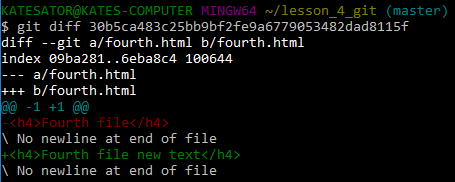 KATESATOR@KATES-COMPUTER MINGW64 ~/lesson_4_git (master)
$ git diff 30b5ca483c25bb9bf2fe9a6779053482dad8115f
diff --git a/fourth.html b/fourth.html
index 09ba281..6eba8c4 100644
--- a/fourth.html
+++ b/fourth.html
@@ -1 +1 @@
-<h4>Fourth file</h4>
\ No newline at end of file
+<h4>Fourth file new text</h4>
\ No newline at end of file